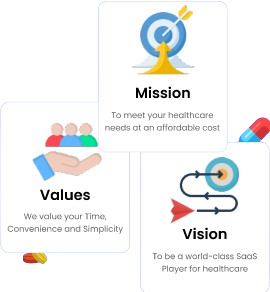 Mission
To meet your healthcare
needs at an affordable cost
Values
We value your Time,
Convenience and Simplicity
Vision
To be a world-class SaaS
Player for healthcare